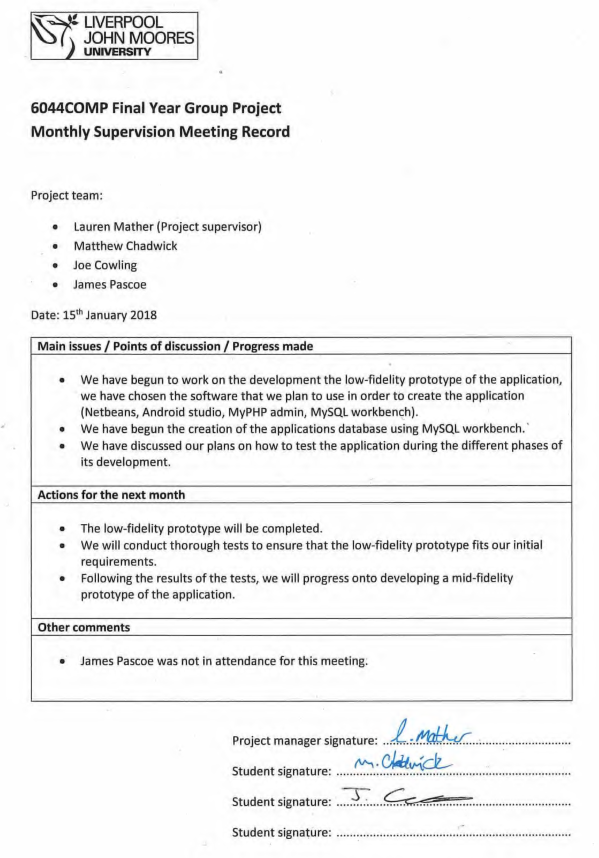 LIVERPOOL
JOHN MOORES
UNIVERSITY
6044COMP Final Year Group Project
Monthly Supervision Meeting Record
Project team:
• Lauren Mather (Project supervisor)
• Matthew Chadwick
• Joe Cowling
• James Pascoe
Date: 15th January 2018
Main issues / Points of discussion / Progress made
• We have begun to work on the development the low-fidelity prototype of the application,
we have chosen the software that we plan to use in order to create the application
(Netbeans, Android studio, MyPHP admin, MySQL workbench).
• We have begun the creation of the applications database using MySQL workbench.
• We have discussed our plans on how to test the application during the different phases of
its development.
Actions for the next month
• The low-fidelity prototype will be completed.
• We will conduct thorough tests to ensure that the low-fidelity prototype fits our initial
requirements.
• Following the results of the tests, we will progress onto developing a mid-fidelity
prototype of the application.
Other comments
• James Pascoe was not in attendance for this meeting.
Project manager signature: L. Mather
Student signature: M. Chadwick
Student signature: J.
Student signature: